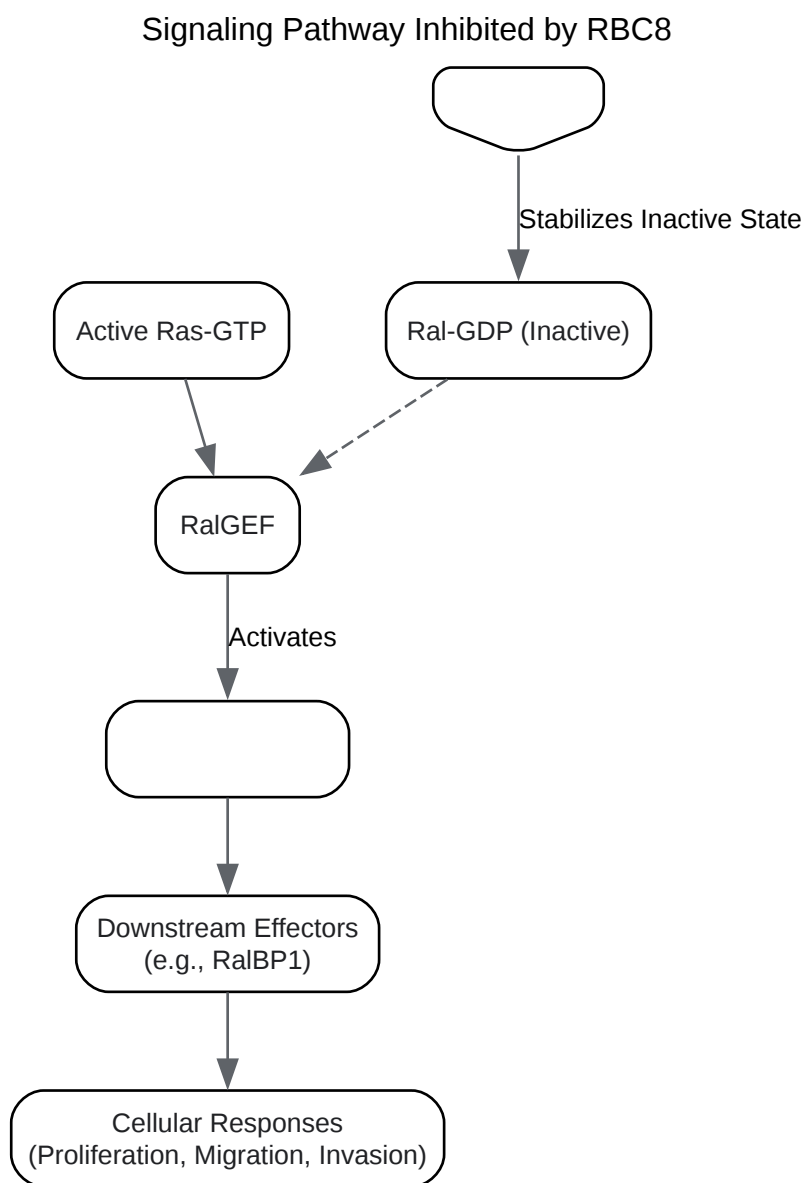 Signaling Pathway Inhibited by RBC8
Stabilizes Inactive State
Active Ras-GTP
Ral-GDP (Inactive)
RalGEF
Activates
Downstream Effectors
(e.g., RalBP1)
Cellular Responses
(Proliferation, Migration, Invasion)